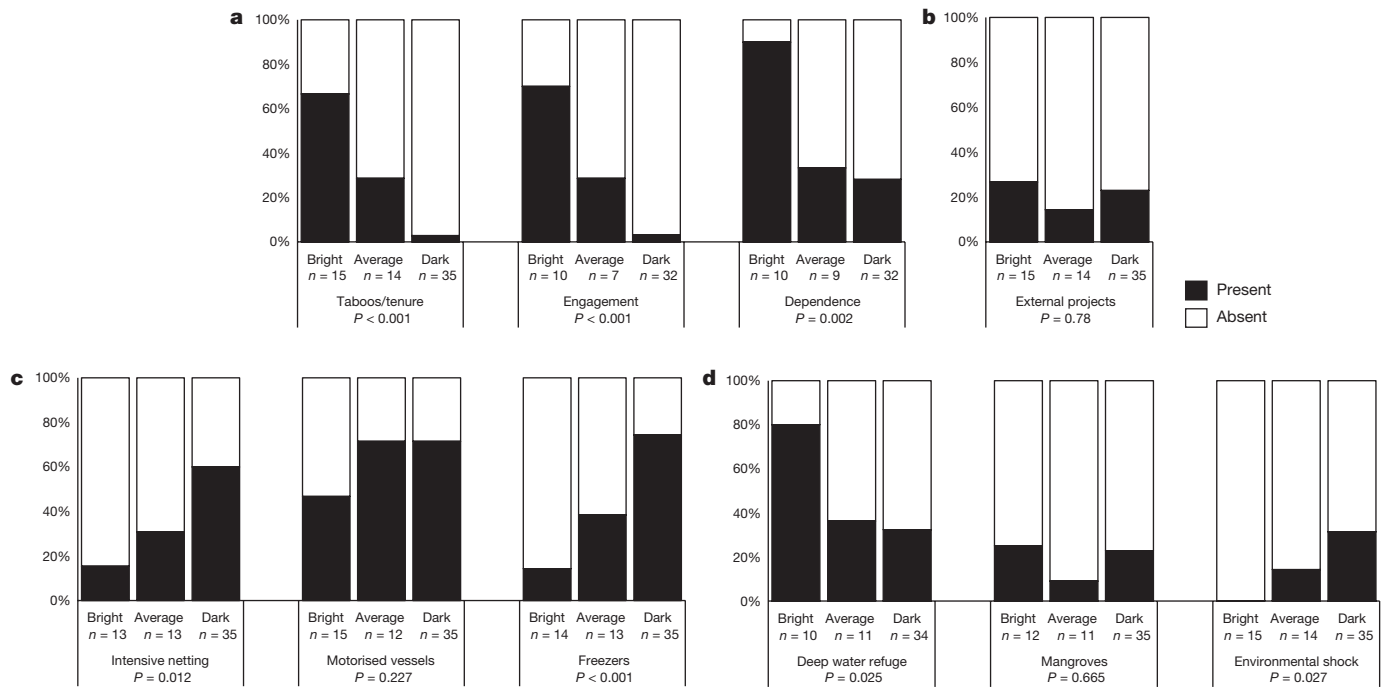 a
100%
80%
60%
40%
20%
0%
Bright Average Dark
n = 15 n = 14 n = 35
Taboos/tenure
P < 0.001
Bright Average Dark
n = 10 n = 7 n = 32
Engagement
P < 0.001
Bright Average Dark
n = 10 n = 9 n = 32
Dependence
P = 0.002
b
100%
80%
60%
40%
20%
0%
Bright Average Dark
n = 15 n = 14 n = 35
External projects
P = 0.78
Present
Absent
c
100%
80%
60%
40%
20%
0%
Bright Average Dark
n = 13 n = 13 n = 35
Intensive netting
P = 0.012
Bright Average Dark
n = 15 n = 12 n = 35
Motorised vessels
P = 0.227
Bright Average Dark
n = 14 n = 13 n = 35
Freezers
P < 0.001
d
100%
80%
60%
40%
20%
0%
Bright Average Dark
n = 10 n = 11 n = 34
Deep water refuge
P = 0.025
Bright Average Dark
n = 12 n = 11 n = 35
Mangroves
P = 0.665
Bright Average Dark
n = 15 n = 14 n = 35
Environmental shock
P = 0.027